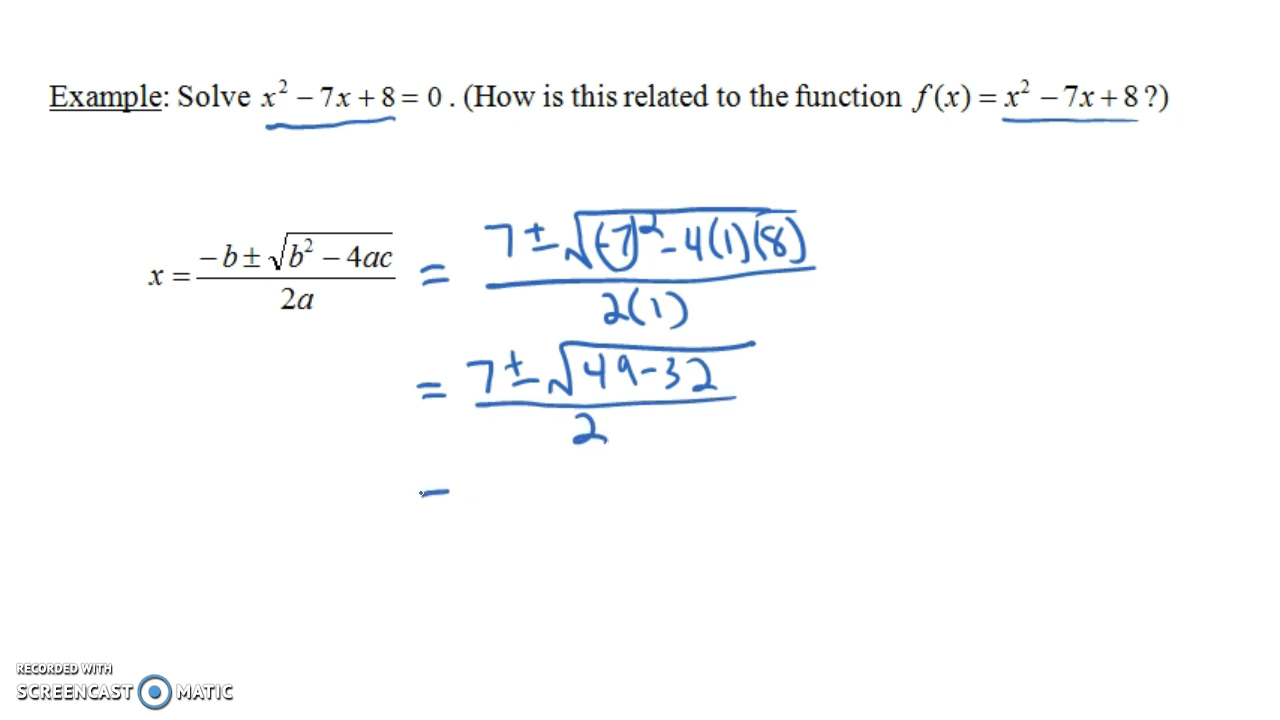 Example: Solve x² − 7x + 8 = 0 . (How is this related to the function f(x) = x² − 7x + 8 ?)
x = (−b ± √(b² − 4ac)) / 2a = (7 ± √((-7)² - 4(1)(8))) / 2(1)
= (7 ± √(49-32)) / 2
RECORDED WITH
SCREENCAST MATIC